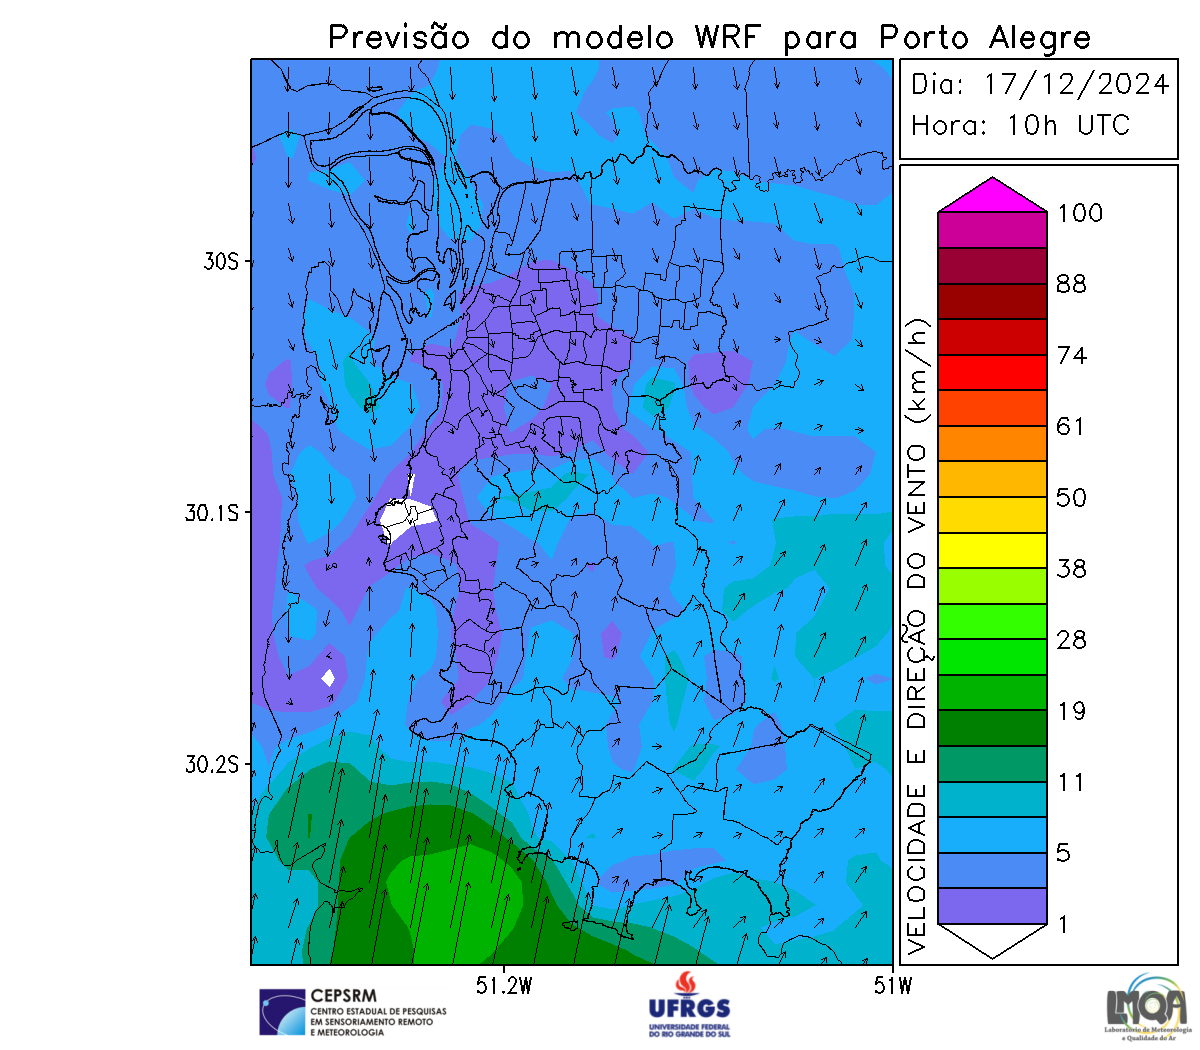 Previsão do modelo WRF para Porto Alegre
Dia: 17/12/2024
Hora: 10h UTC
30S
30.1S
30.2S
51.2W
51W
VELOCIDADE E DIREÇÃO DO VENTO (km/h)
100
88
74
61
50
38
28
19
11
5
1
CEPSRM
CENTRO ESTADUAL DE PESQUISAS
EM SENSORIAMENTO REMOTO
E METEOROLOGIA
UFRGS
UNIVERSIDADE FEDERAL
DO RIO GRANDE DO SUL
LMQA
Laboratório de Meteorologia
e Qualidade do Ar